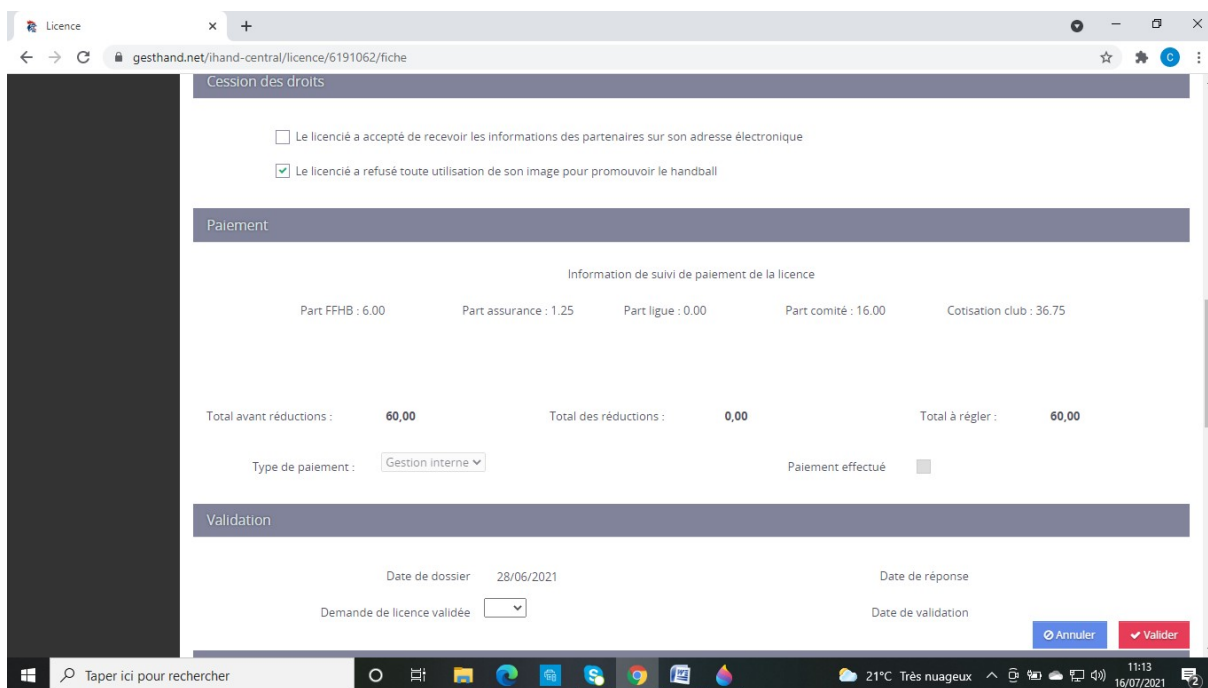 Licence
gesthand.net/ihand-central/licence/6191062/fiche
C
Cession des droits
Le licencié a accepté de recevoir les informations des partenaires sur son adresse électronique
Le licencié a refusé toute utilisation de son image pour promouvoir le handball
Paiement
Information de suivi de paiement de la licence
Part FFHB : 6.00 Part assurance : 1.25 Part ligue : 0.00 Part comité : 16.00 Cotisation club : 36.75
Total avant réductions : 60,00 Total des réductions : 0,00 Total à régler : 60,00
Type de paiement : Gestion interne Paiement effectué
Validation
Date de dossier 28/06/2021 Date de réponse
Demande de licence validée Date de validation
Annuler Valider
Taper ici pour rechercher 21°C Très nuageux 11:13
16/07/2021 2